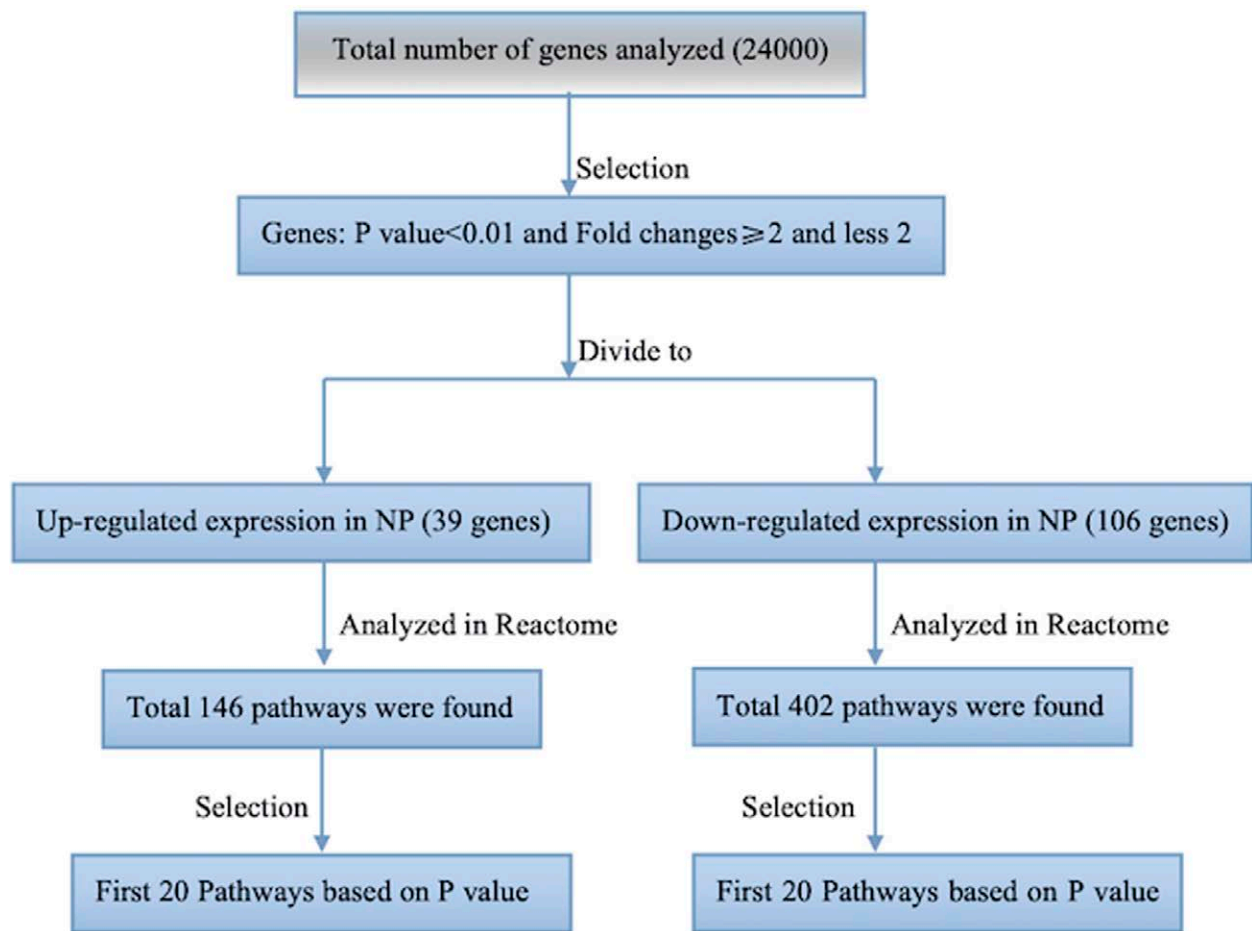 Total number of genes analyzed (24000)
Selection
Genes: P value<0.01 and Fold changes⩾2 and less 2
Divide to
Up-regulated expression in NP (39 genes)
Down-regulated expression in NP (106 genes)
Analyzed in Reactome
Analyzed in Reactome
Total 146 pathways were found
Total 402 pathways were found
Selection
Selection
First 20 Pathways based on P value
First 20 Pathways based on P value